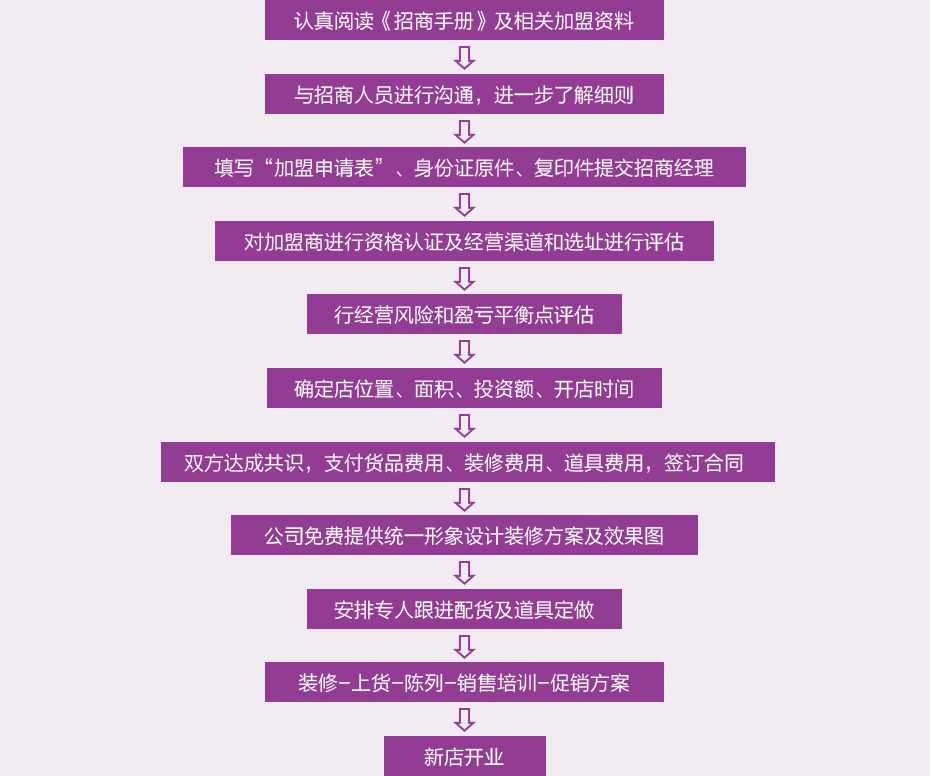 认真阅读《招商手册》及相关加盟资料
与招商人员进行沟通，进一步了解细则
填写“加盟申请表”、身份证原件、复印件提交招商经理
对加盟商进行资格认证及经营渠道和选址进行评估
行经营风险和盈亏平衡点评估
确定店位置、面积、投资额、开店时间
双方达成共识，支付货品费用、装修费用、道具费用，签订合同
公司免费提供统一形象设计装修方案及效果图
安排专人跟进配货及道具定做
装修-上货-陈列-销售培训-促销方案
新店开业